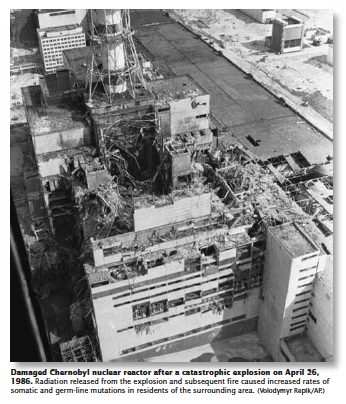 Damaged Chernobyl nuclear reactor after a catastrophic explosion on April 26,
1986. Radiation released from the explosion and subsequent fire caused increased rates of
somatic and germ-line mutations in residents of the surrounding area. (Volodymyr Repik/AP.)